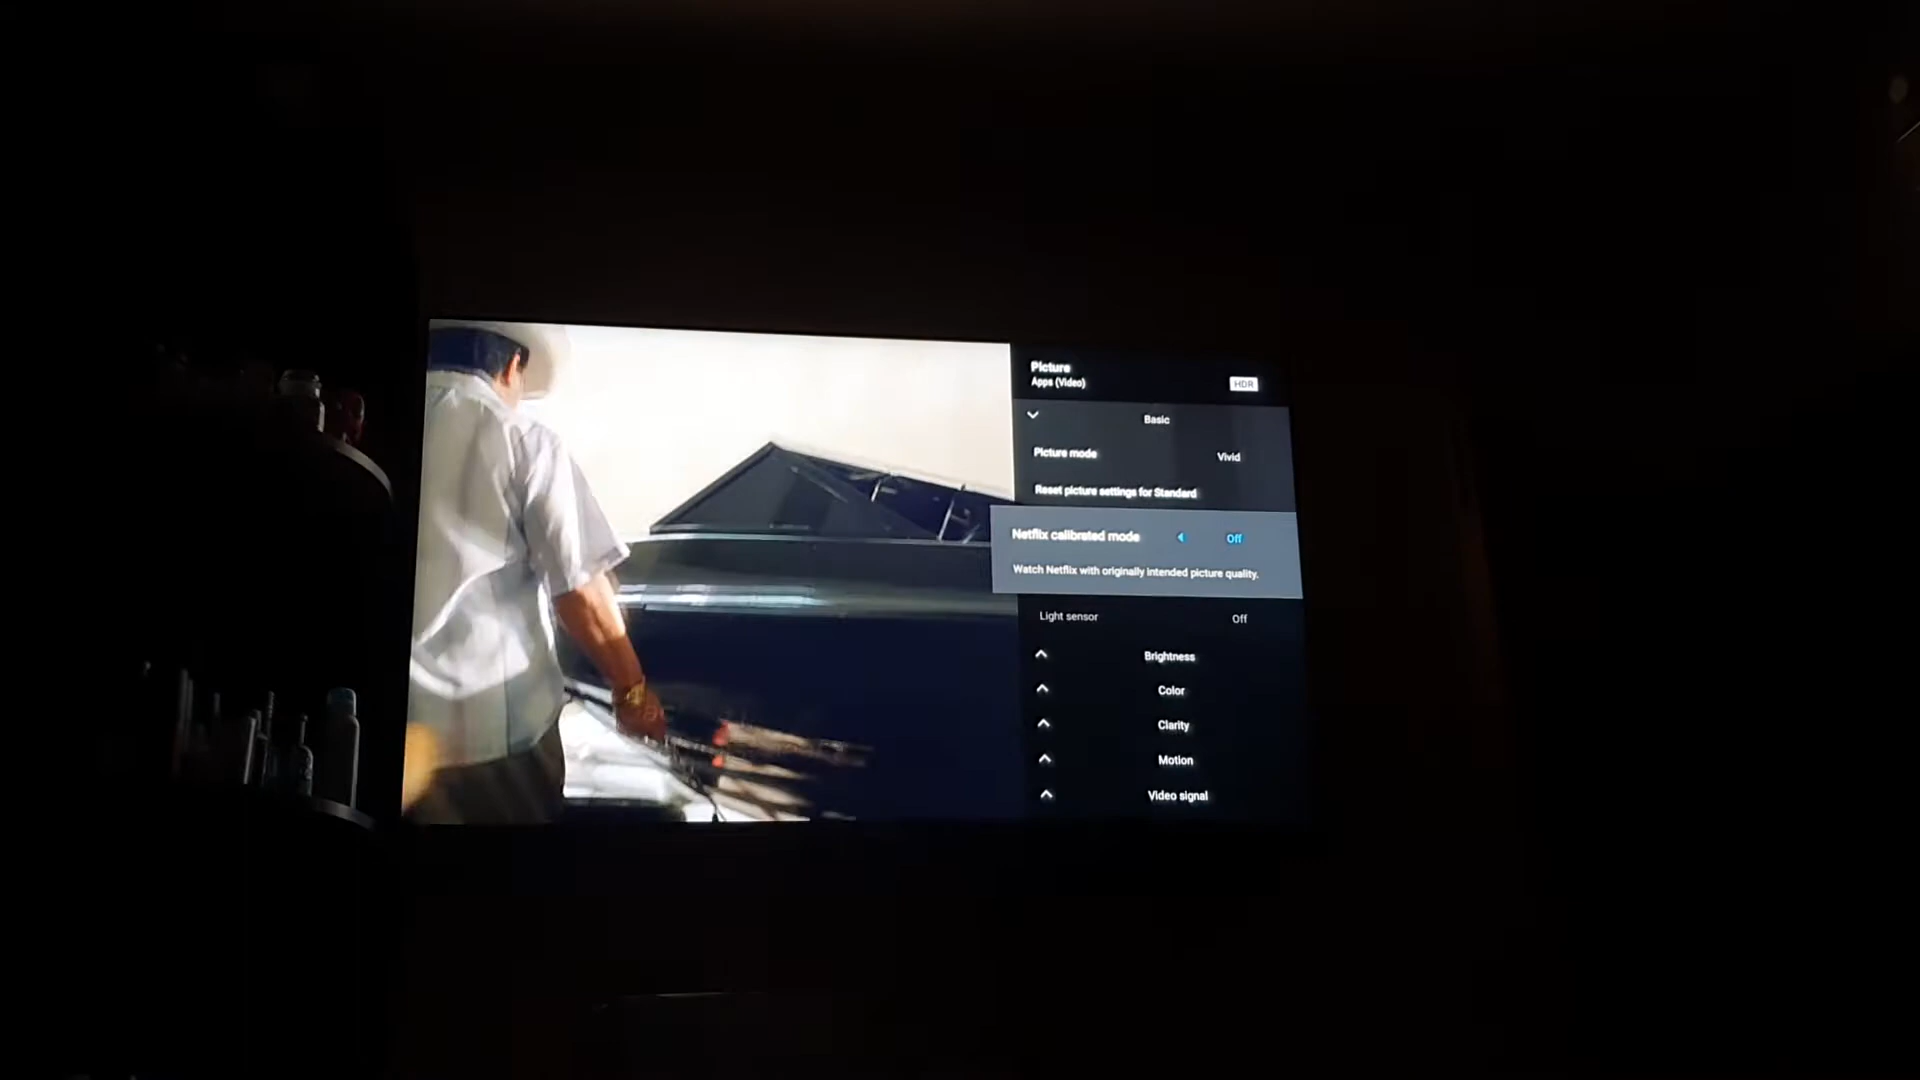 Picture
Apps (Video)
HDR
Basic
Picture mode Vivid
Reset picture settings for Standard
Netflix calibrated mode Off
Watch Netflix with originally intended picture quality.
Light sensor Off
Brightness
Color
Clarity
Motion
Video signal